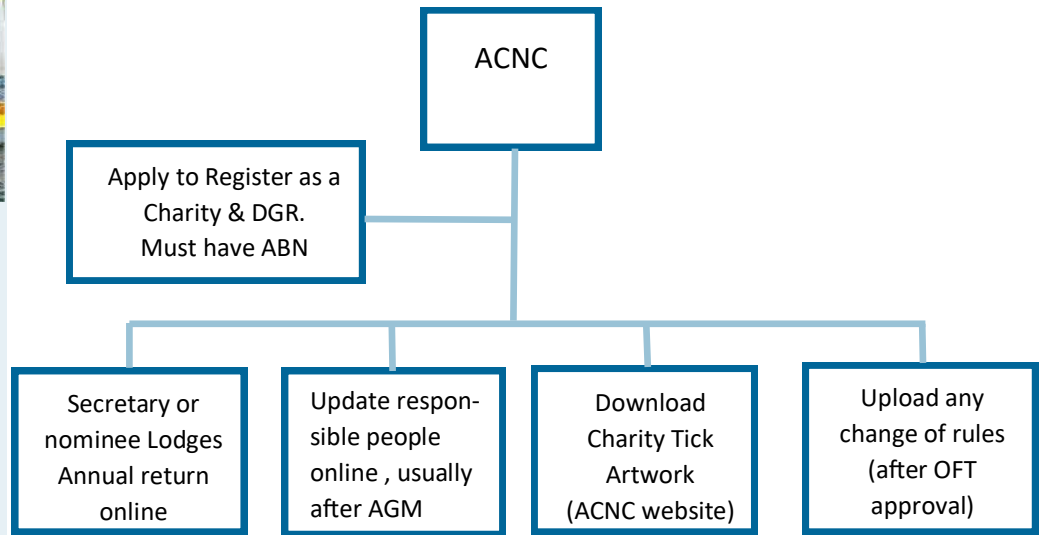 ACNC
Apply to Register as a
Charity & DGR.
Must have ABN
Secretary or
nominee Lodges
Annual return
online
Update respon-
sible people
online , usually
after AGM
Download
Charity Tick
Artwork
(ACNC website)
Upload any
change of rules
(after OFT
approval)